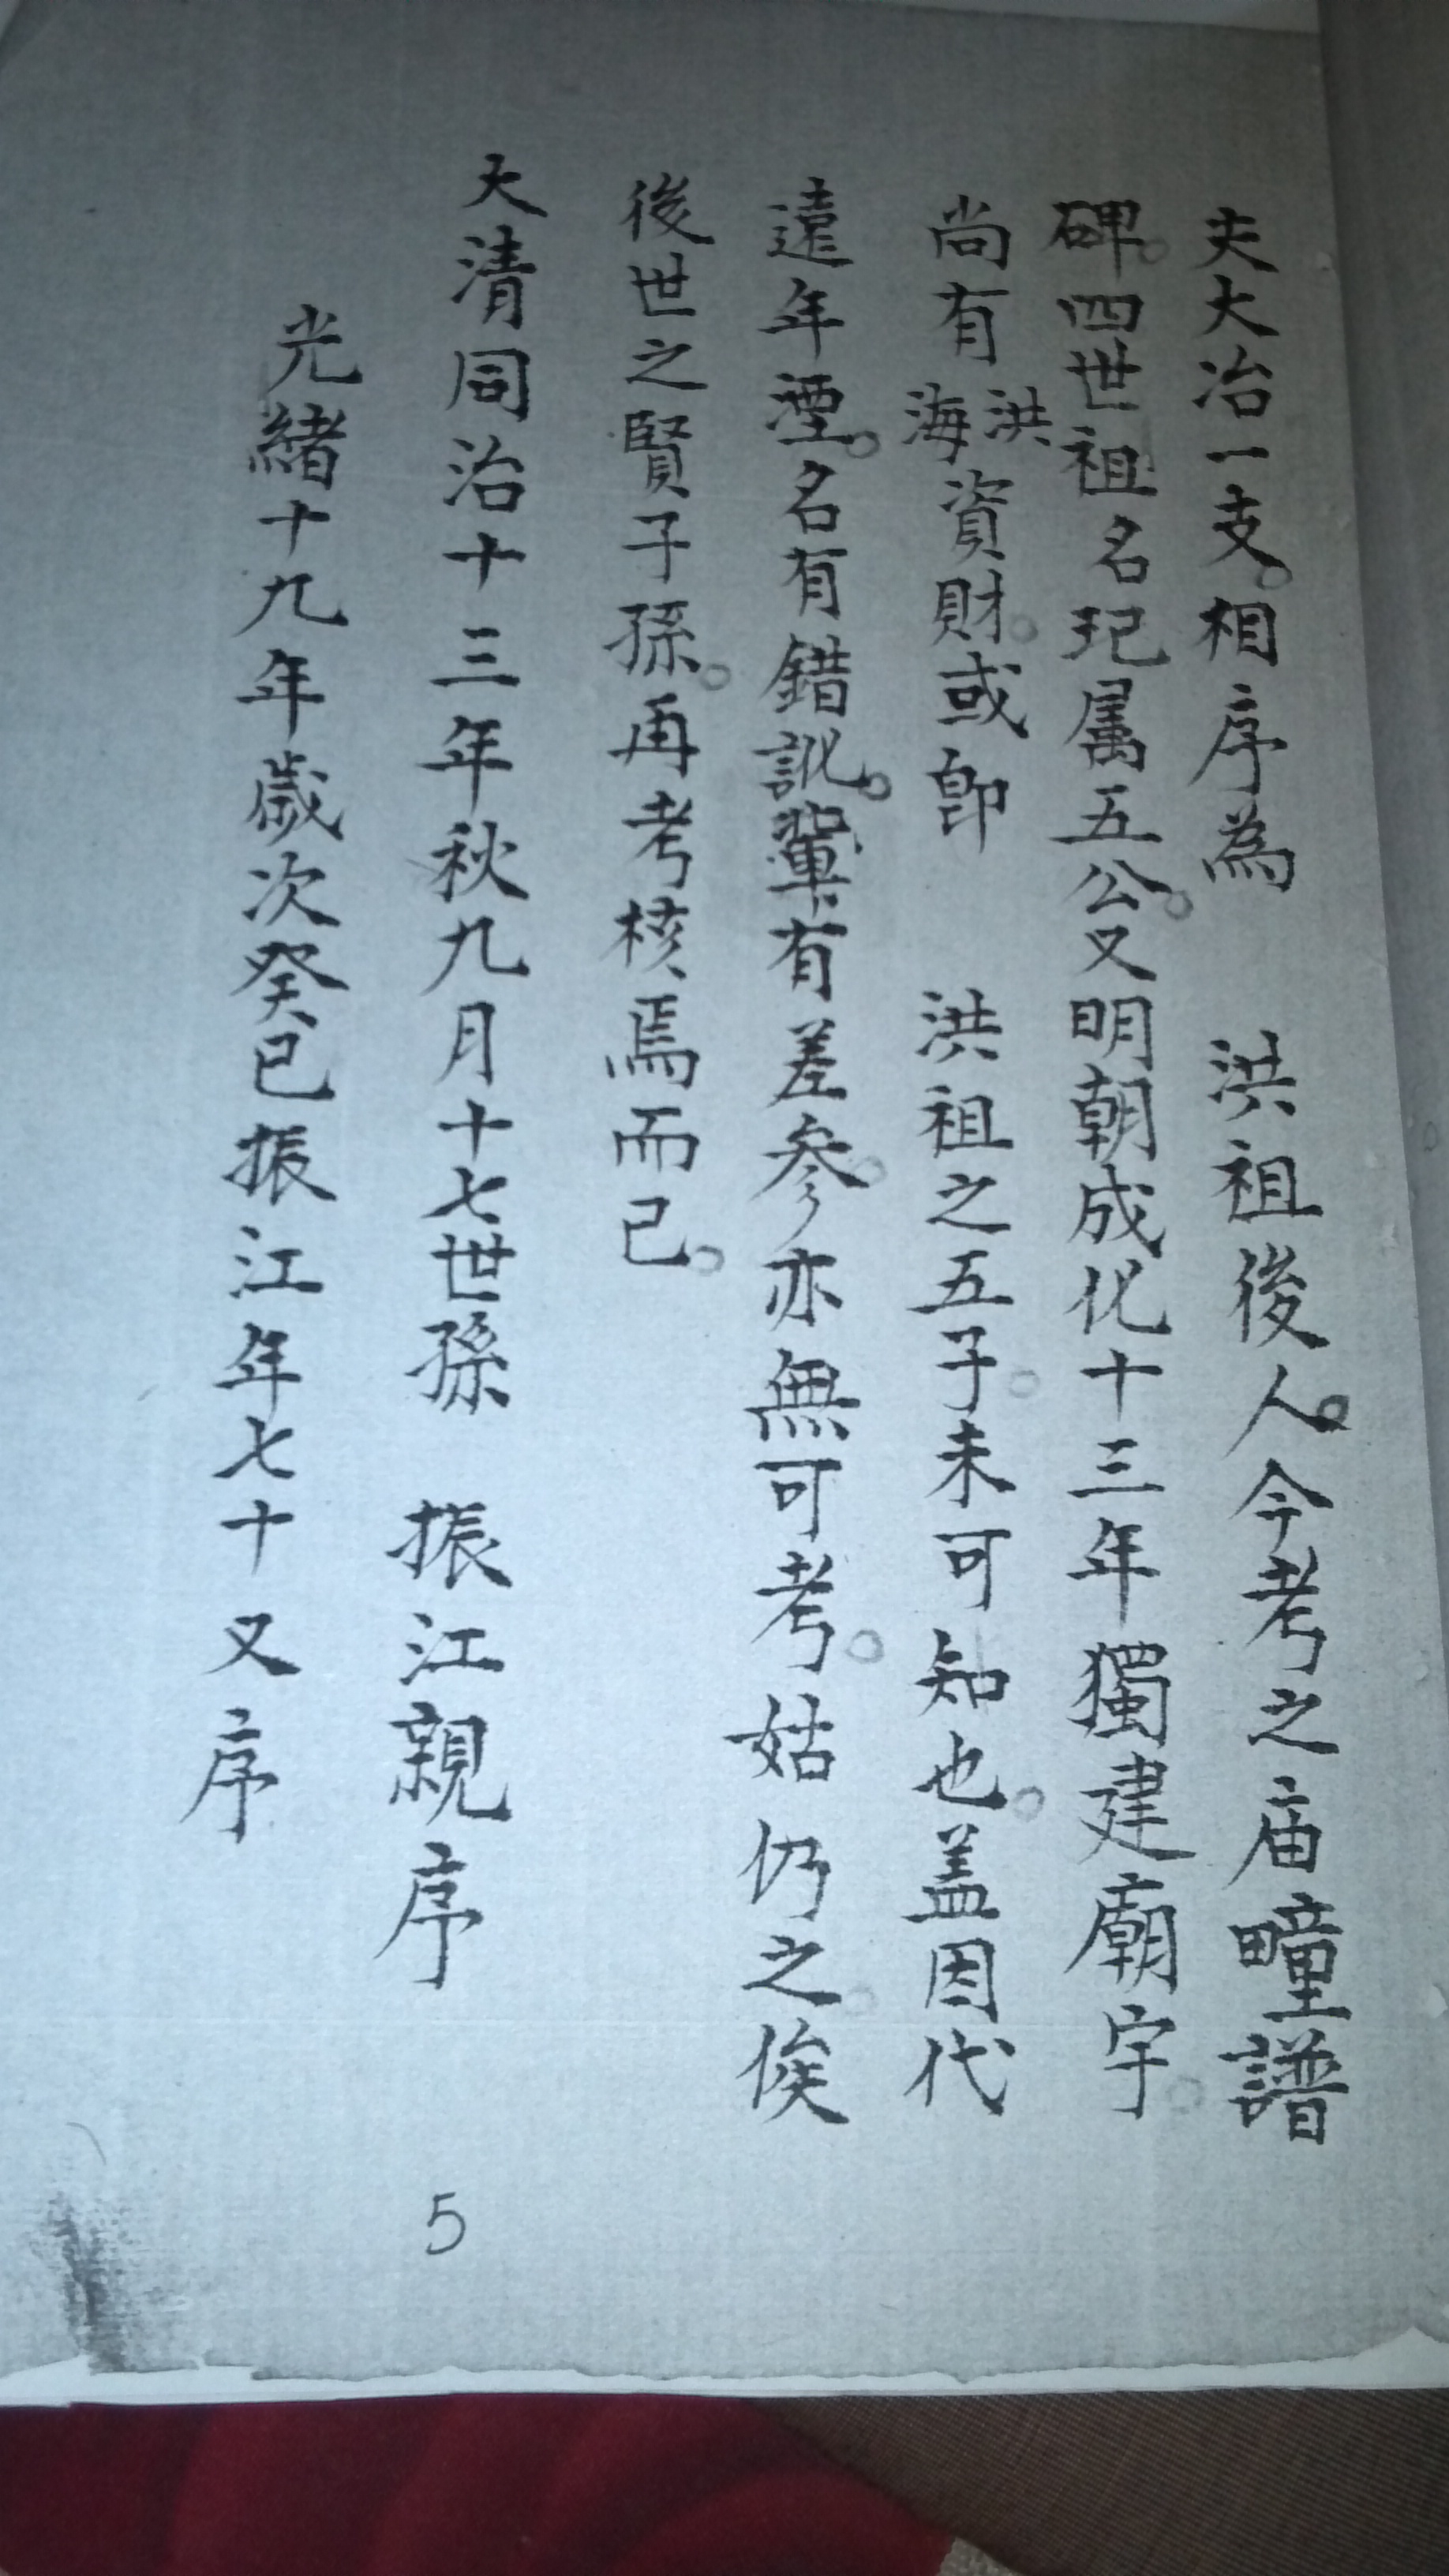 夫大冶一支。相序為　洪祖後人。今考之庙疃譜
碑。四世祖名玘属五公。又明朝成化十三年獨建廟宇。
尚有洪海資財。或即　洪祖之五子。未可知也。盖因代
遠年湮。名有錯訛。輩有差参。亦無可考。姑仍之。俟
後世之賢子孫。再考核焉而已。
大清同治十三年秋九月十七世孫　振江親序
光緒十九年歲次癸巳振江年七十又序
5